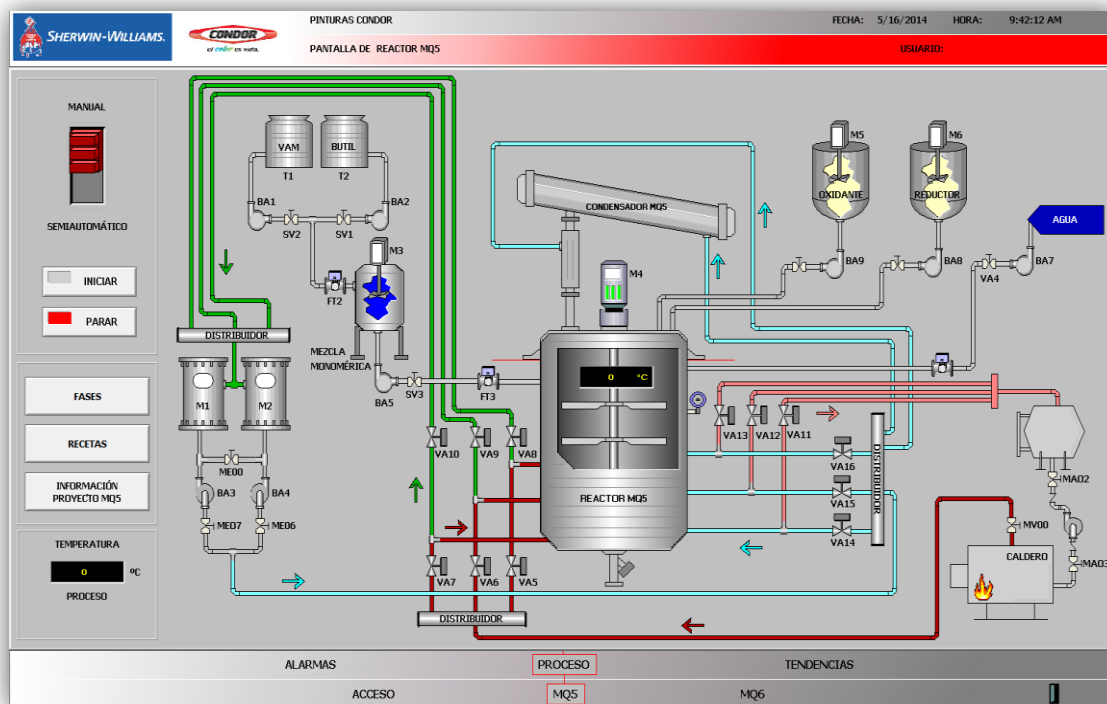 SHERWIN-WILLIAMS.
CONDOR
el color es vida.
PINTURAS CONDOR
FECHA: 5/16/2014 HORA: 9:42:12 AM
PANTALLA DE REACTOR MQ5
USUARIO:
MANUAL
SEMIAUTOMÁTICO
INICIAR
PARAR
FASES
RECETAS
INFORMACIÓN
PROYECTO MQ5
TEMPERATURA
0 ºC
PROCESO
VAM
BUTIL
T1
T2
BA1
BA2
SV2
SV1
M3
FT2
MEZCLA
MONOMÉRICA
BA5
SV3
FT3
DISTRIBUIDOR
M1
M2
ME00
BA3
BA4
ME07
ME06
CONDENSADOR MQ5
M4
0 ºC
REACTOR MQ5
VA10
VA9
VA8
VA7
VA6
VA5
DISTRIBUIDOR
M5
M6
OXIDANTE
REDUCTOR
AGUA
BA9
BA8
VA4
BA7
VA13
VA12
VA11
VA16
VA15
VA14
DISTRIBUIDOR
MA02
MV00
CALDERO
MA03
ALARMAS
PROCESO
TENDENCIAS
ACCESO
MQ5
MQ6